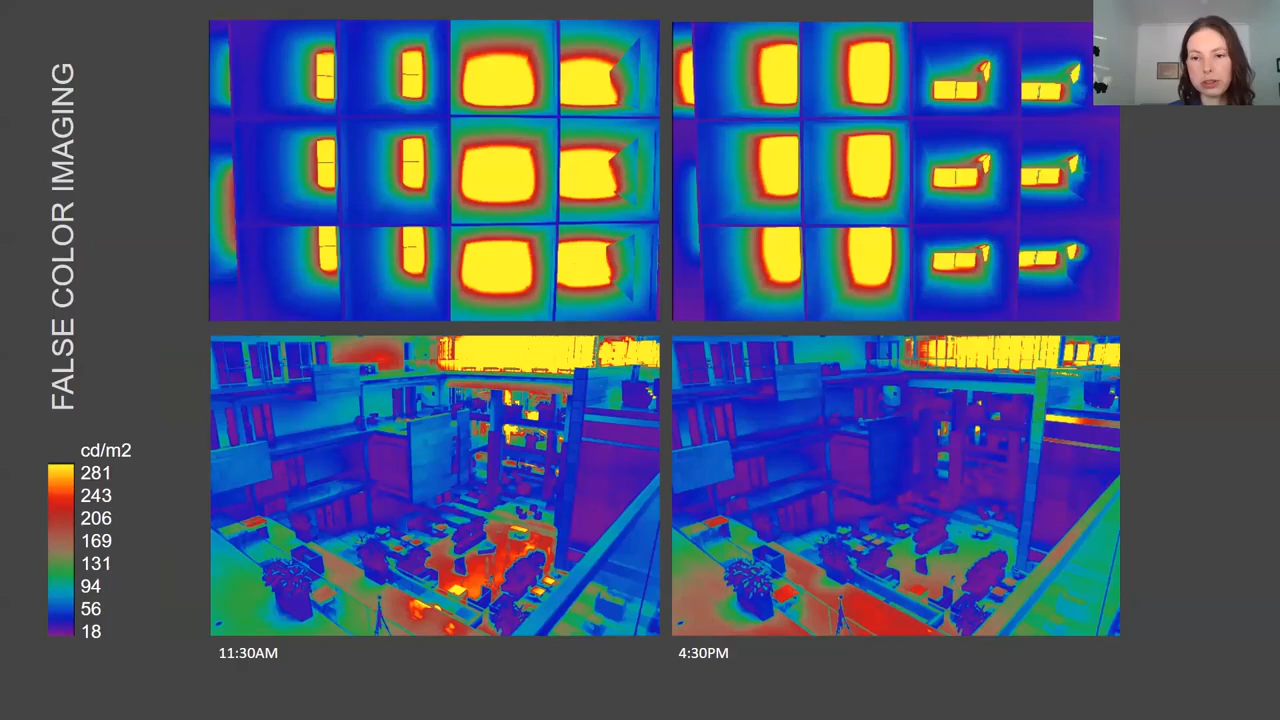 FALSE COLOR IMAGING
cd/m2
281
243
206
169
131
94
56
18
11:30AM
4:30PM